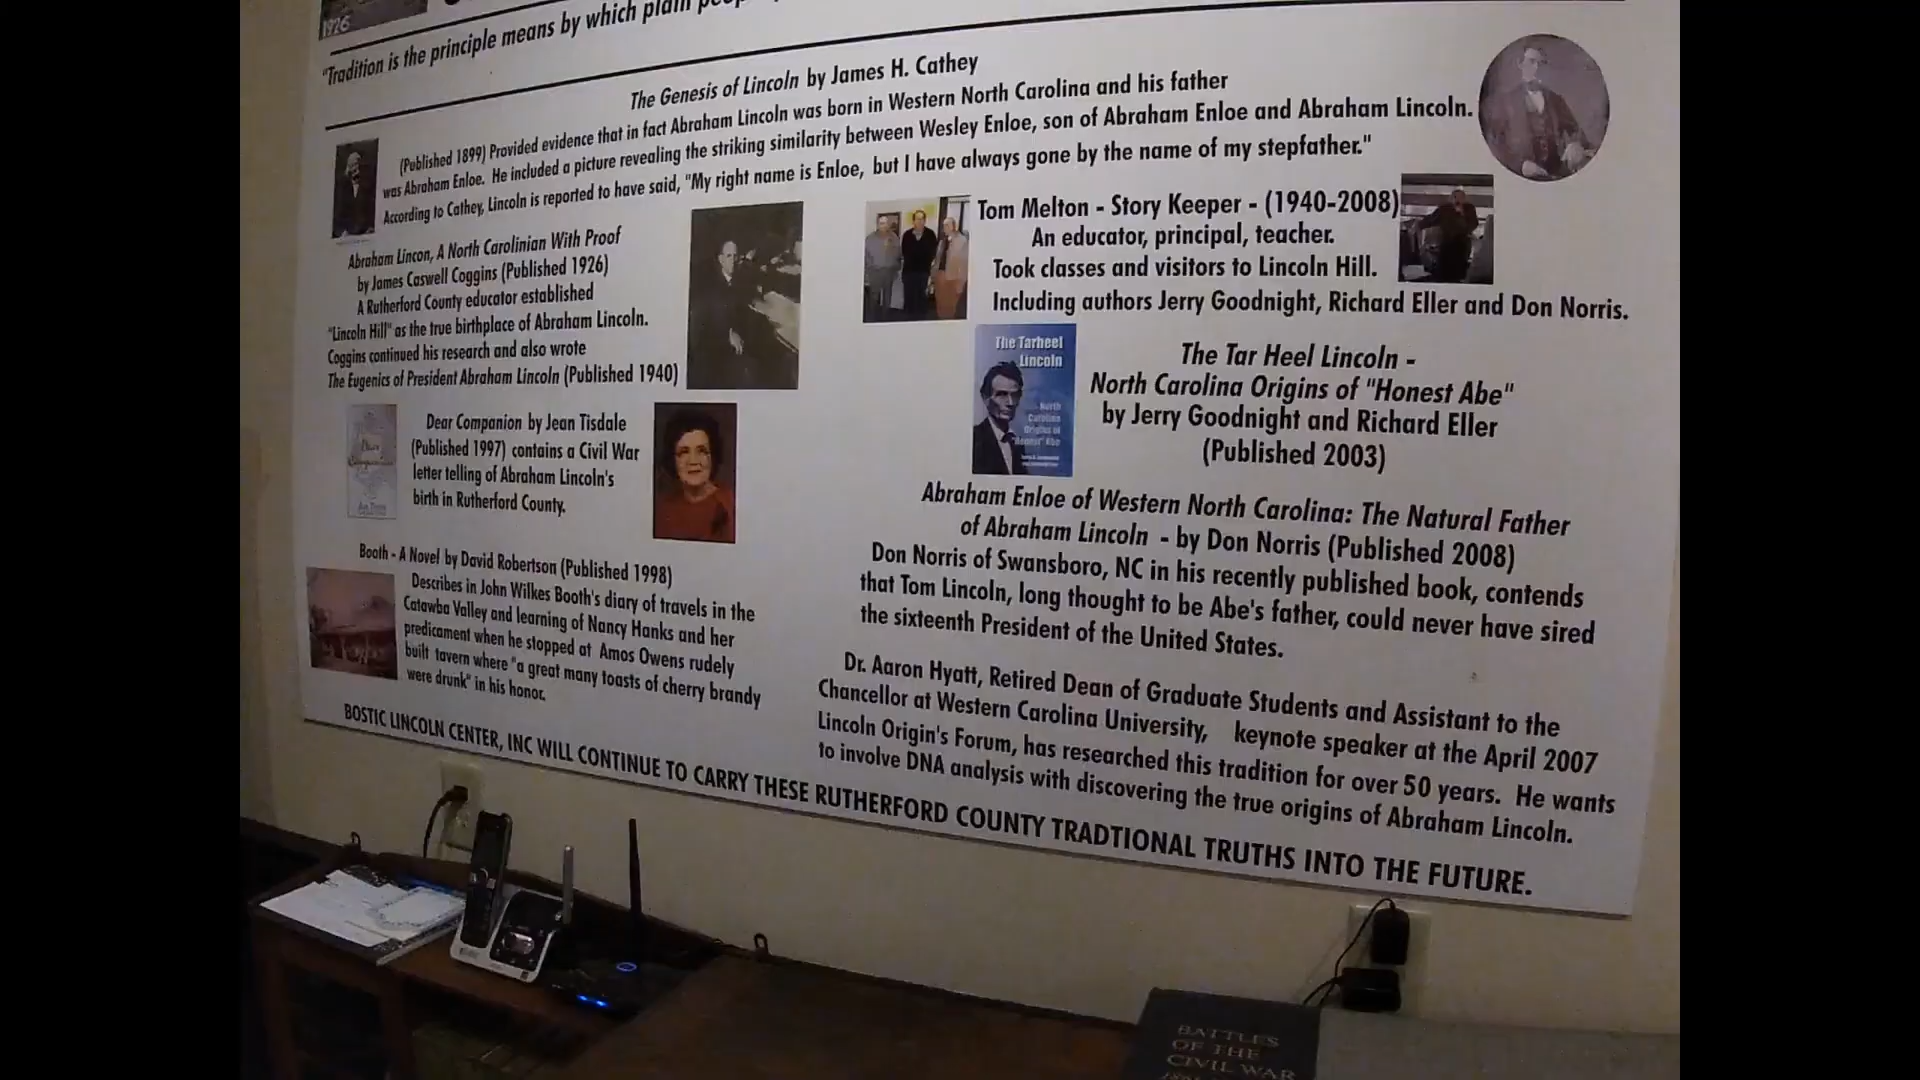 1926
"Tradition is the principle means by which plain
The Genesis of Lincoln by James H. Cathey
(Published 1899) Provided evidence that in fact Abraham Lincoln was born in Western North Carolina and his father
was Abraham Enloe. He included a picture revealing the striking similarity between Wesley Enloe, son of Abraham Enloe and Abraham Lincoln.
According to Cathey, Lincoln is reported to have said, "My right name is Enloe, but I have always gone by the name of my stepfather."
Abraham Lincon, A North Carolinian With Proof
by James Caswell Coggins (Published 1926)
A Rutherford County educator established
"Lincoln Hill" as the true birthplace of Abraham Lincoln.
Coggins continued his research and also wrote
The Eugenics of President Abraham Lincoln (Published 1940)
Dear Companion by Jean Tisdale
(Published 1997) contains a Civil War
letter telling of Abraham Lincoln's
birth in Rutherford County.
Dear
Companion
Booth - A Novel by David Robertson (Published 1998)
Describes in John Wilkes Booth's diary of travels in the
Catawba Valley and learning of Nancy Hanks and her
predicament when he stopped at Amos Owens rudely
built tavern where "a great many toasts of cherry brandy
were drunk" in his honor.
Tom Melton - Story Keeper - (1940-2008)
An educator, principal, teacher.
Took classes and visitors to Lincoln Hill.
Including authors Jerry Goodnight, Richard Eller and Don Norris.
The Tarheel
Lincoln
North
Carolina
Origins of
"Honest" Abe
The Tar Heel Lincoln -
North Carolina Origins of "Honest Abe"
by Jerry Goodnight and Richard Eller
(Published 2003)
Abraham Enloe of Western North Carolina: The Natural Father
of Abraham Lincoln - by Don Norris (Published 2008)
Don Norris of Swansboro, NC in his recently published book, contends
that Tom Lincoln, long thought to be Abe's father, could never have sired
the sixteenth President of the United States.
Dr. Aaron Hyatt, Retired Dean of Graduate Students and Assistant to the
Chancellor at Western Carolina University, keynote speaker at the April 2007
Lincoln Origin's Forum, has researched this tradition for over 50 years. He wants
to involve DNA analysis with discovering the true origins of Abraham Lincoln.
BOSTIC LINCOLN CENTER, INC WILL CONTINUE TO CARRY THESE RUTHERFORD COUNTY TRADTIONAL TRUTHS INTO THE FUTURE.
BATTLES
OF THE
CIVIL WAR